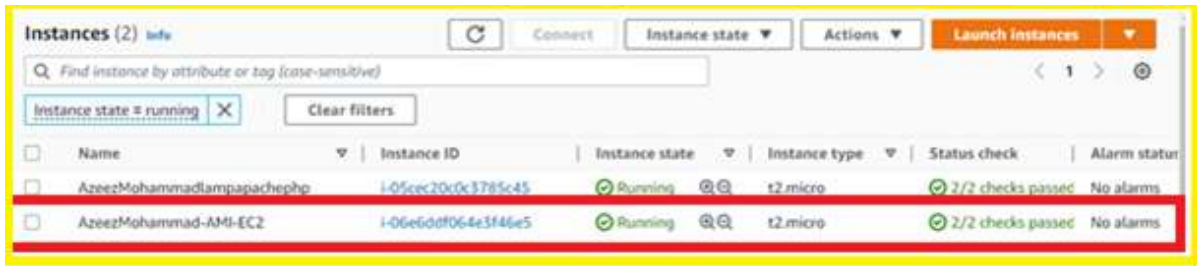 Instances (2) Info Connect Instance state ▼ Actions ▼ Launch instances ▼
Find instance by attribute or tag (case-sensitive) < 1 >
Instance state = running X Clear filters
Name Instance ID Instance state Instance type Status check Alarm status
AzeezMohammadlampapachephp i-05cec20c0c3785c45 Running t2.micro 2/2 checks passed No alarms
AzeezMohammad-AMI-EC2 i-06e6ddf064e3f46e5 Running t2.micro 2/2 checks passed No alarms